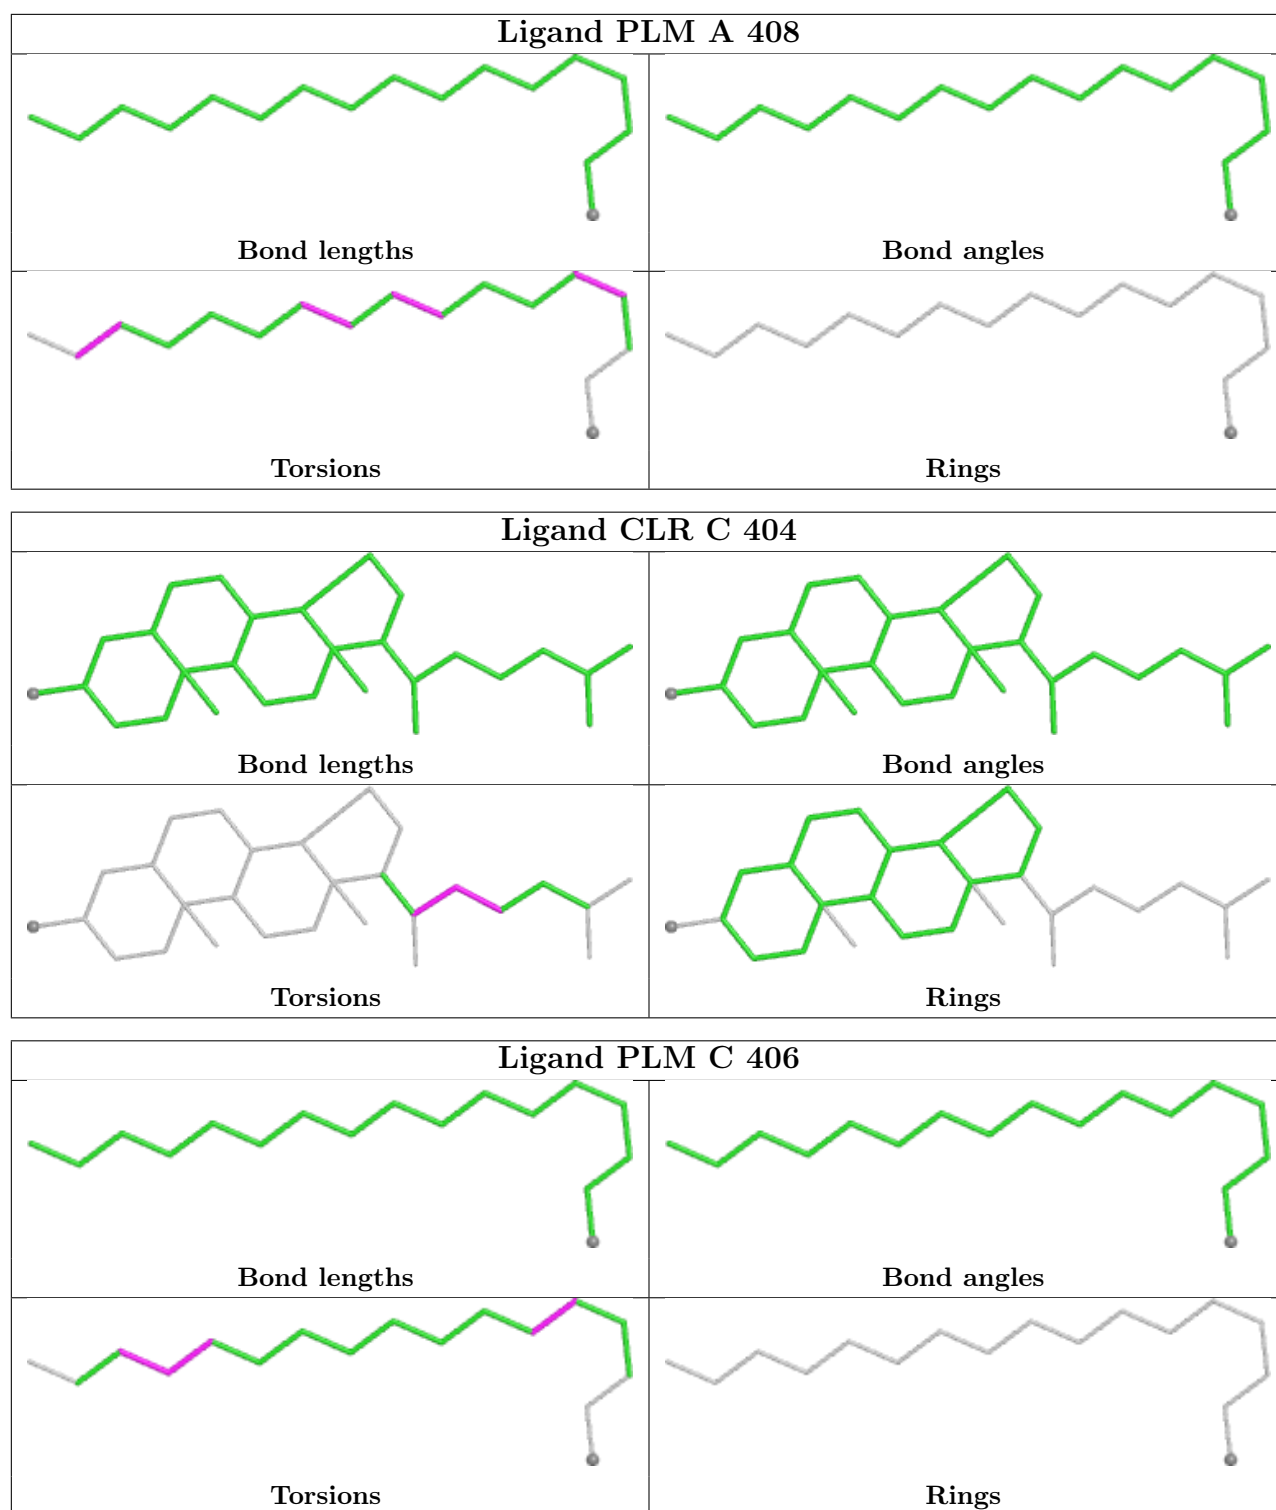 Ligand PLM A 408
Bond lengths
Bond angles
Torsions
Rings
Ligand CLR C 404
Bond lengths
Bond angles
Torsions
Rings
Ligand PLM C 406
Bond lengths
Bond angles
Torsions
Rings